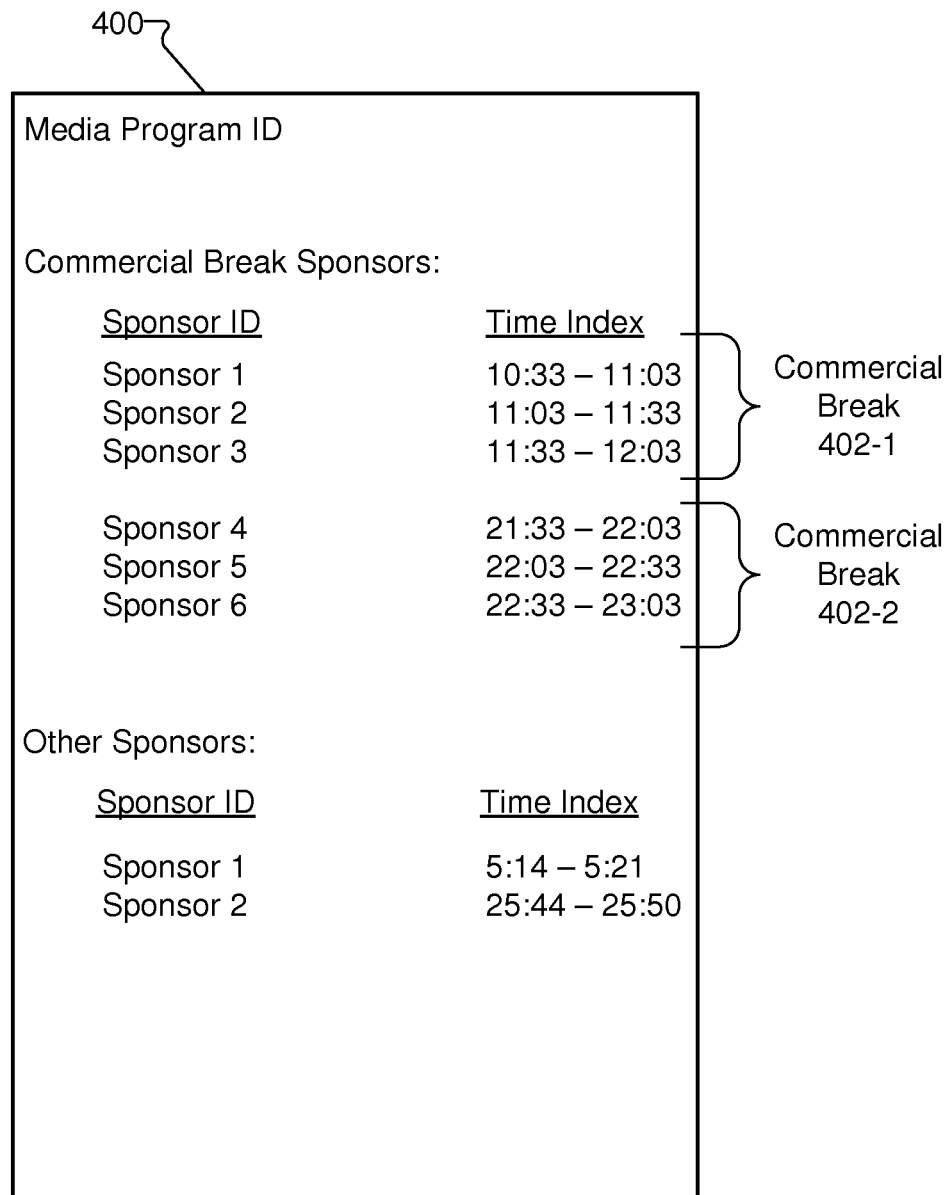 400
Media Program ID
Commercial Break Sponsors:
Sponsor ID Time Index
Sponsor 1 10:33 – 11:03
Sponsor 2 11:03 – 11:33
Sponsor 3 11:33 – 12:03
Commercial
Break
402-1
Sponsor 4 21:33 – 22:03
Sponsor 5 22:03 – 22:33
Sponsor 6 22:33 – 23:03
Commercial
Break
402-2
Other Sponsors:
Sponsor ID Time Index
Sponsor 1 5:14 – 5:21
Sponsor 2 25:44 – 25:50